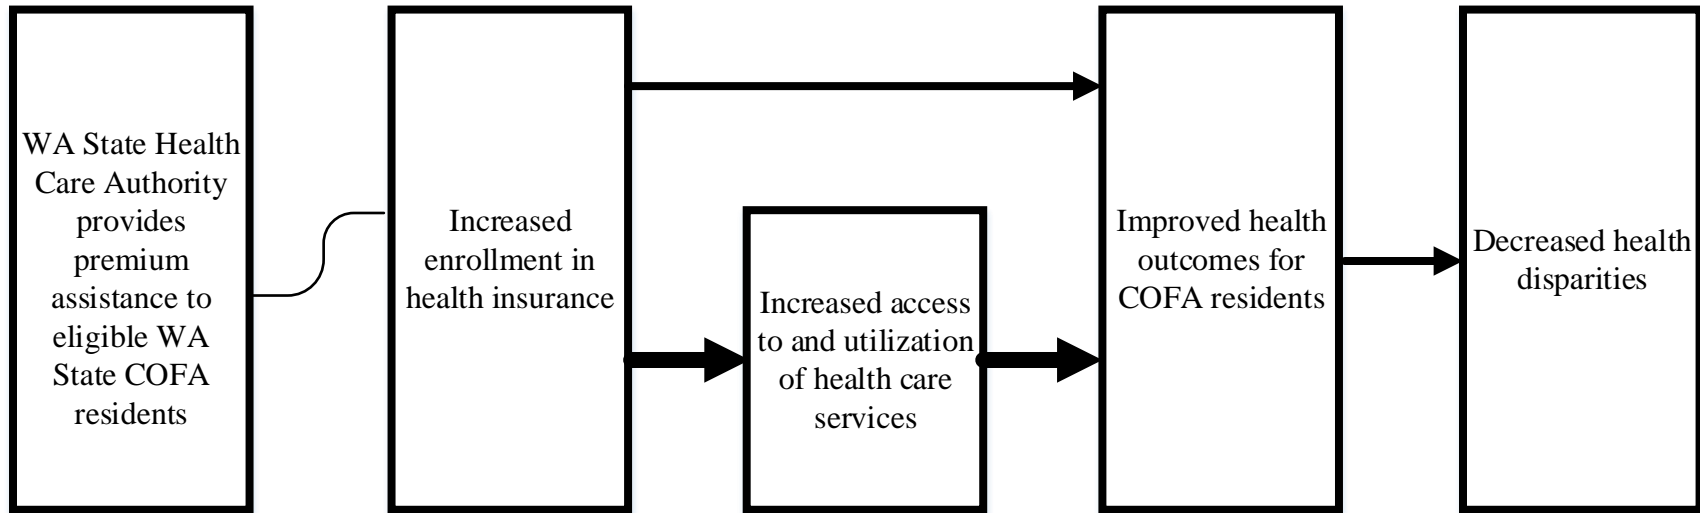 WA State Health
Care Authority
provides
premium
assistance to
eligible WA
State COFA
residents
Increased
enrollment in
health insurance
Increased access
to and utilization
of health care
services
Improved health
outcomes for
COFA residents
Decreased health
disparities